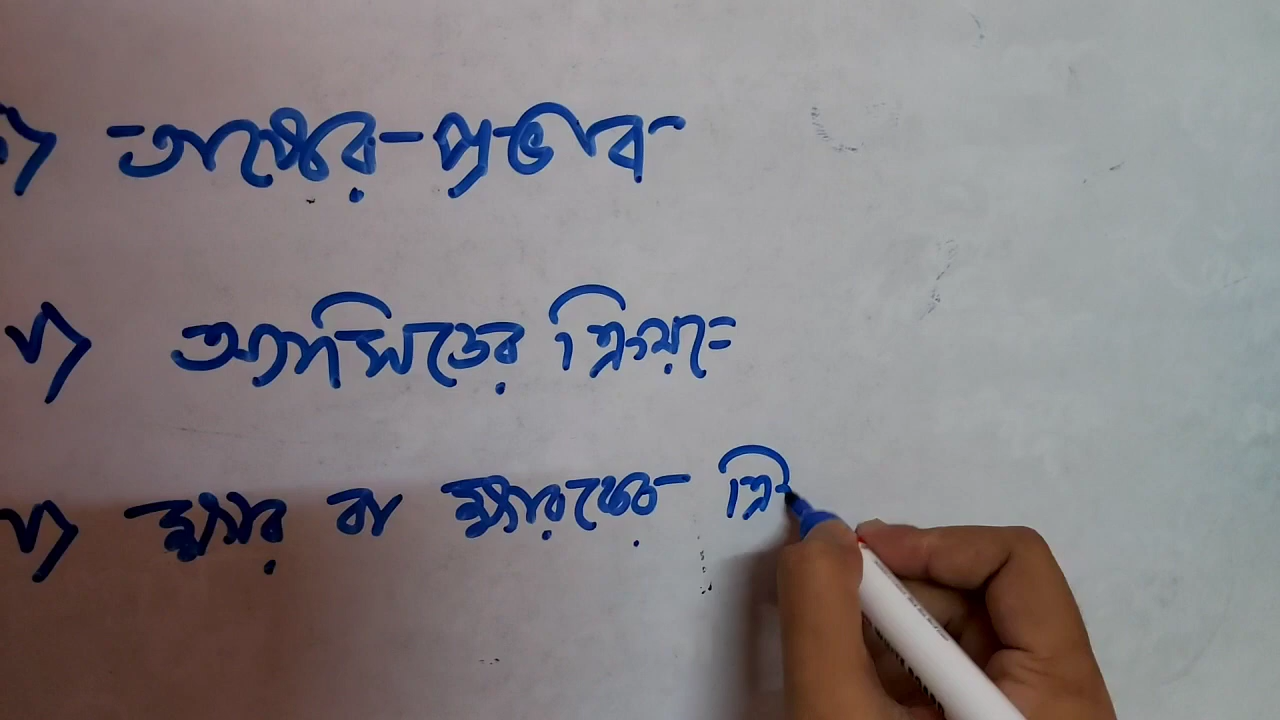 তাপের প্রভাব
v> অ্যাসিডের ক্রিয়া:-
v> ক্ষার বা ক্ষারকের ক্রি